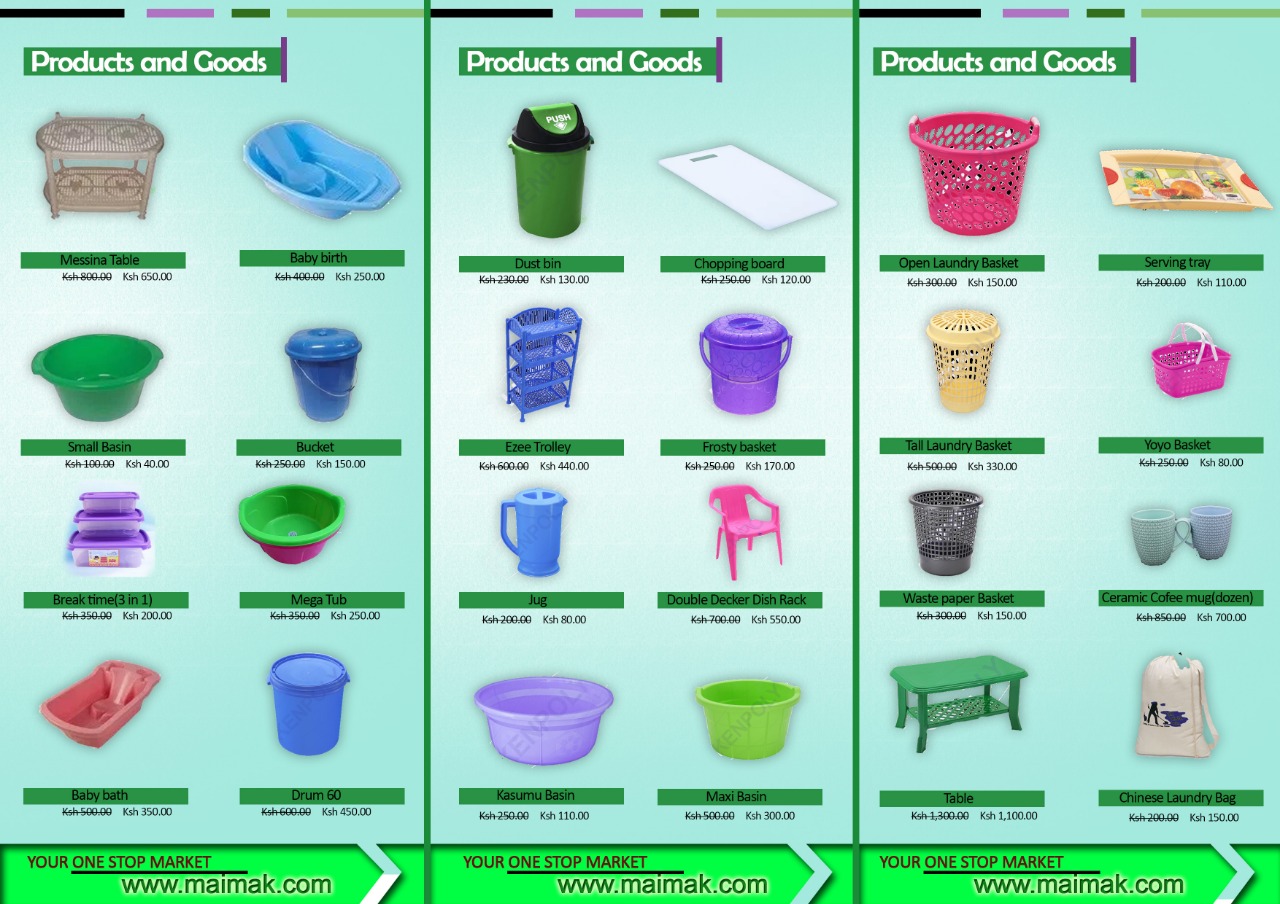 Products and Goods
Messina Table
Ksh 800.00 Ksh 650.00
Baby birth
Ksh 400.00 Ksh 250.00
Small Basin
Ksh 100.00 Ksh 40.00
Bucket
Ksh 250.00 Ksh 150.00
Break time(3 in 1)
Ksh 350.00 Ksh 200.00
Mega Tub
Ksh 350.00 Ksh 250.00
Baby bath
Ksh 500.00 Ksh 350.00
Drum 60
Ksh 600.00 Ksh 450.00
YOUR ONE STOP MARKET
www.maimak.com
Products and Goods
PUSH
KENPOLY
Dust bin
Ksh 230.00 Ksh 130.00
Chopping board
Ksh 250.00 Ksh 120.00
Ezee Trolley
Ksh 600.00 Ksh 440.00
Frosty basket
Ksh 250.00 Ksh 170.00
Jug
Ksh 200.00 Ksh 80.00
Double Decker Dish Rack
Ksh 700.00 Ksh 550.00
KENPOLY
KENPOLY
Kasumu Basin
Ksh 250.00 Ksh 110.00
Maxi Basin
Ksh 500.00 Ksh 300.00
YOUR ONE STOP MARKET
www.maimak.com
Products and Goods
Open Laundry Basket
Ksh 300.00 Ksh 150.00
Serving tray
Ksh 200.00 Ksh 110.00
Tall Laundry Basket
Ksh 500.00 Ksh 330.00
Yoyo Basket
Ksh 250.00 Ksh 80.00
Waste paper Basket
Ksh 300.00 Ksh 150.00
Ceramic Cofee mug(dozen)
Ksh 850.00 Ksh 700.00
KENPOLY
Table
Ksh 1,300.00 Ksh 1,100.00
Chinese Laundry Bag
Ksh 200.00 Ksh 150.00
YOUR ONE STOP MARKET
www.maimak.com